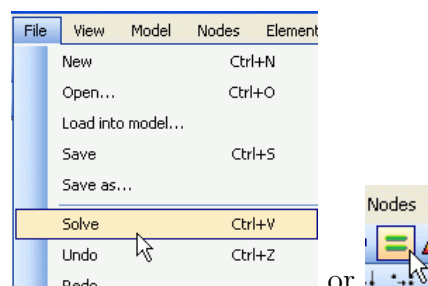 File View Model Nodes Element
New Ctrl+N
Open... Ctrl+O
Load into model...
Save Ctrl+S
Save as...
Solve Ctrl+V
Undo Ctrl+Z
Redo
or
Nodes